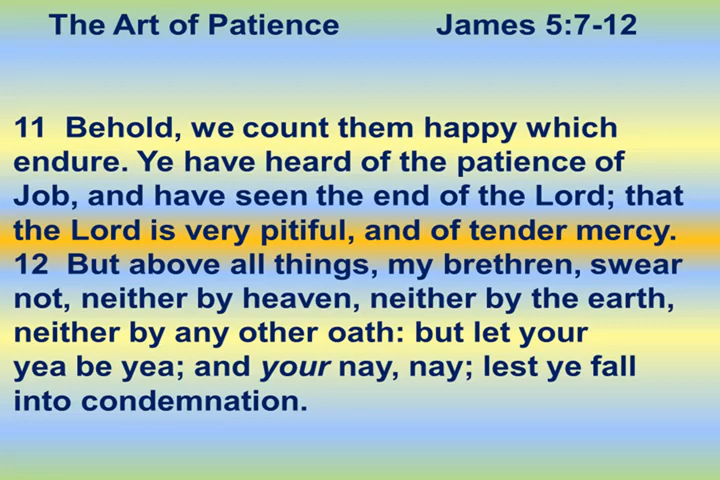 The Art of Patience James 5:7-12
11 Behold, we count them happy which
endure. Ye have heard of the patience of
Job, and have seen the end of the Lord; that
the Lord is very pitiful, and of tender mercy.
12 But above all things, my brethren, swear
not, neither by heaven, neither by the earth,
neither by any other oath: but let your
yea be yea; and your nay, nay; lest ye fall
into condemnation.